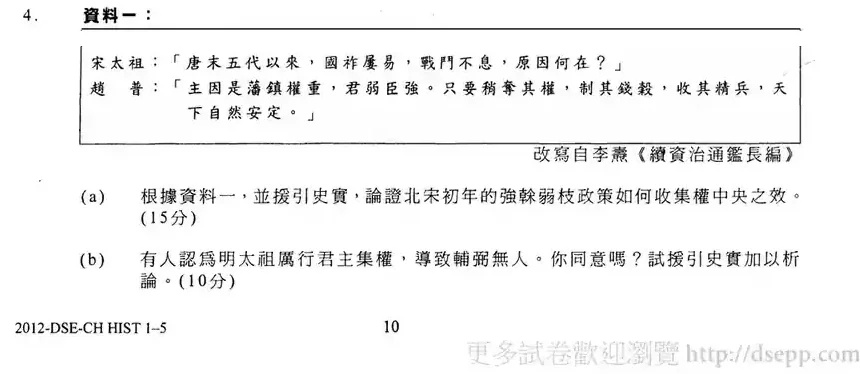 4. 資料一：
宋太祖：「唐末五代以來，國祚屢易，戰鬥不息，原因何在？」
趙　普：「主因是藩鎮權重，君弱臣強。只要稍奪其權，制其錢穀，收其精兵，天
下自然安定。」
改寫自李燾《續資治通鑑長編》
(a) 根據資料一，並援引史實，論證北宋初年的強榦弱枝政策如何收集權中央之效。
(15分)
(b) 有人認爲明太祖厲行君主集權，導致輔弼無人。你同意嗎？試援引史實加以析
論。(10分)
2012-DSE-CH HIST 1–5 10
更多試卷歡迎瀏覽 http://dsepp.com